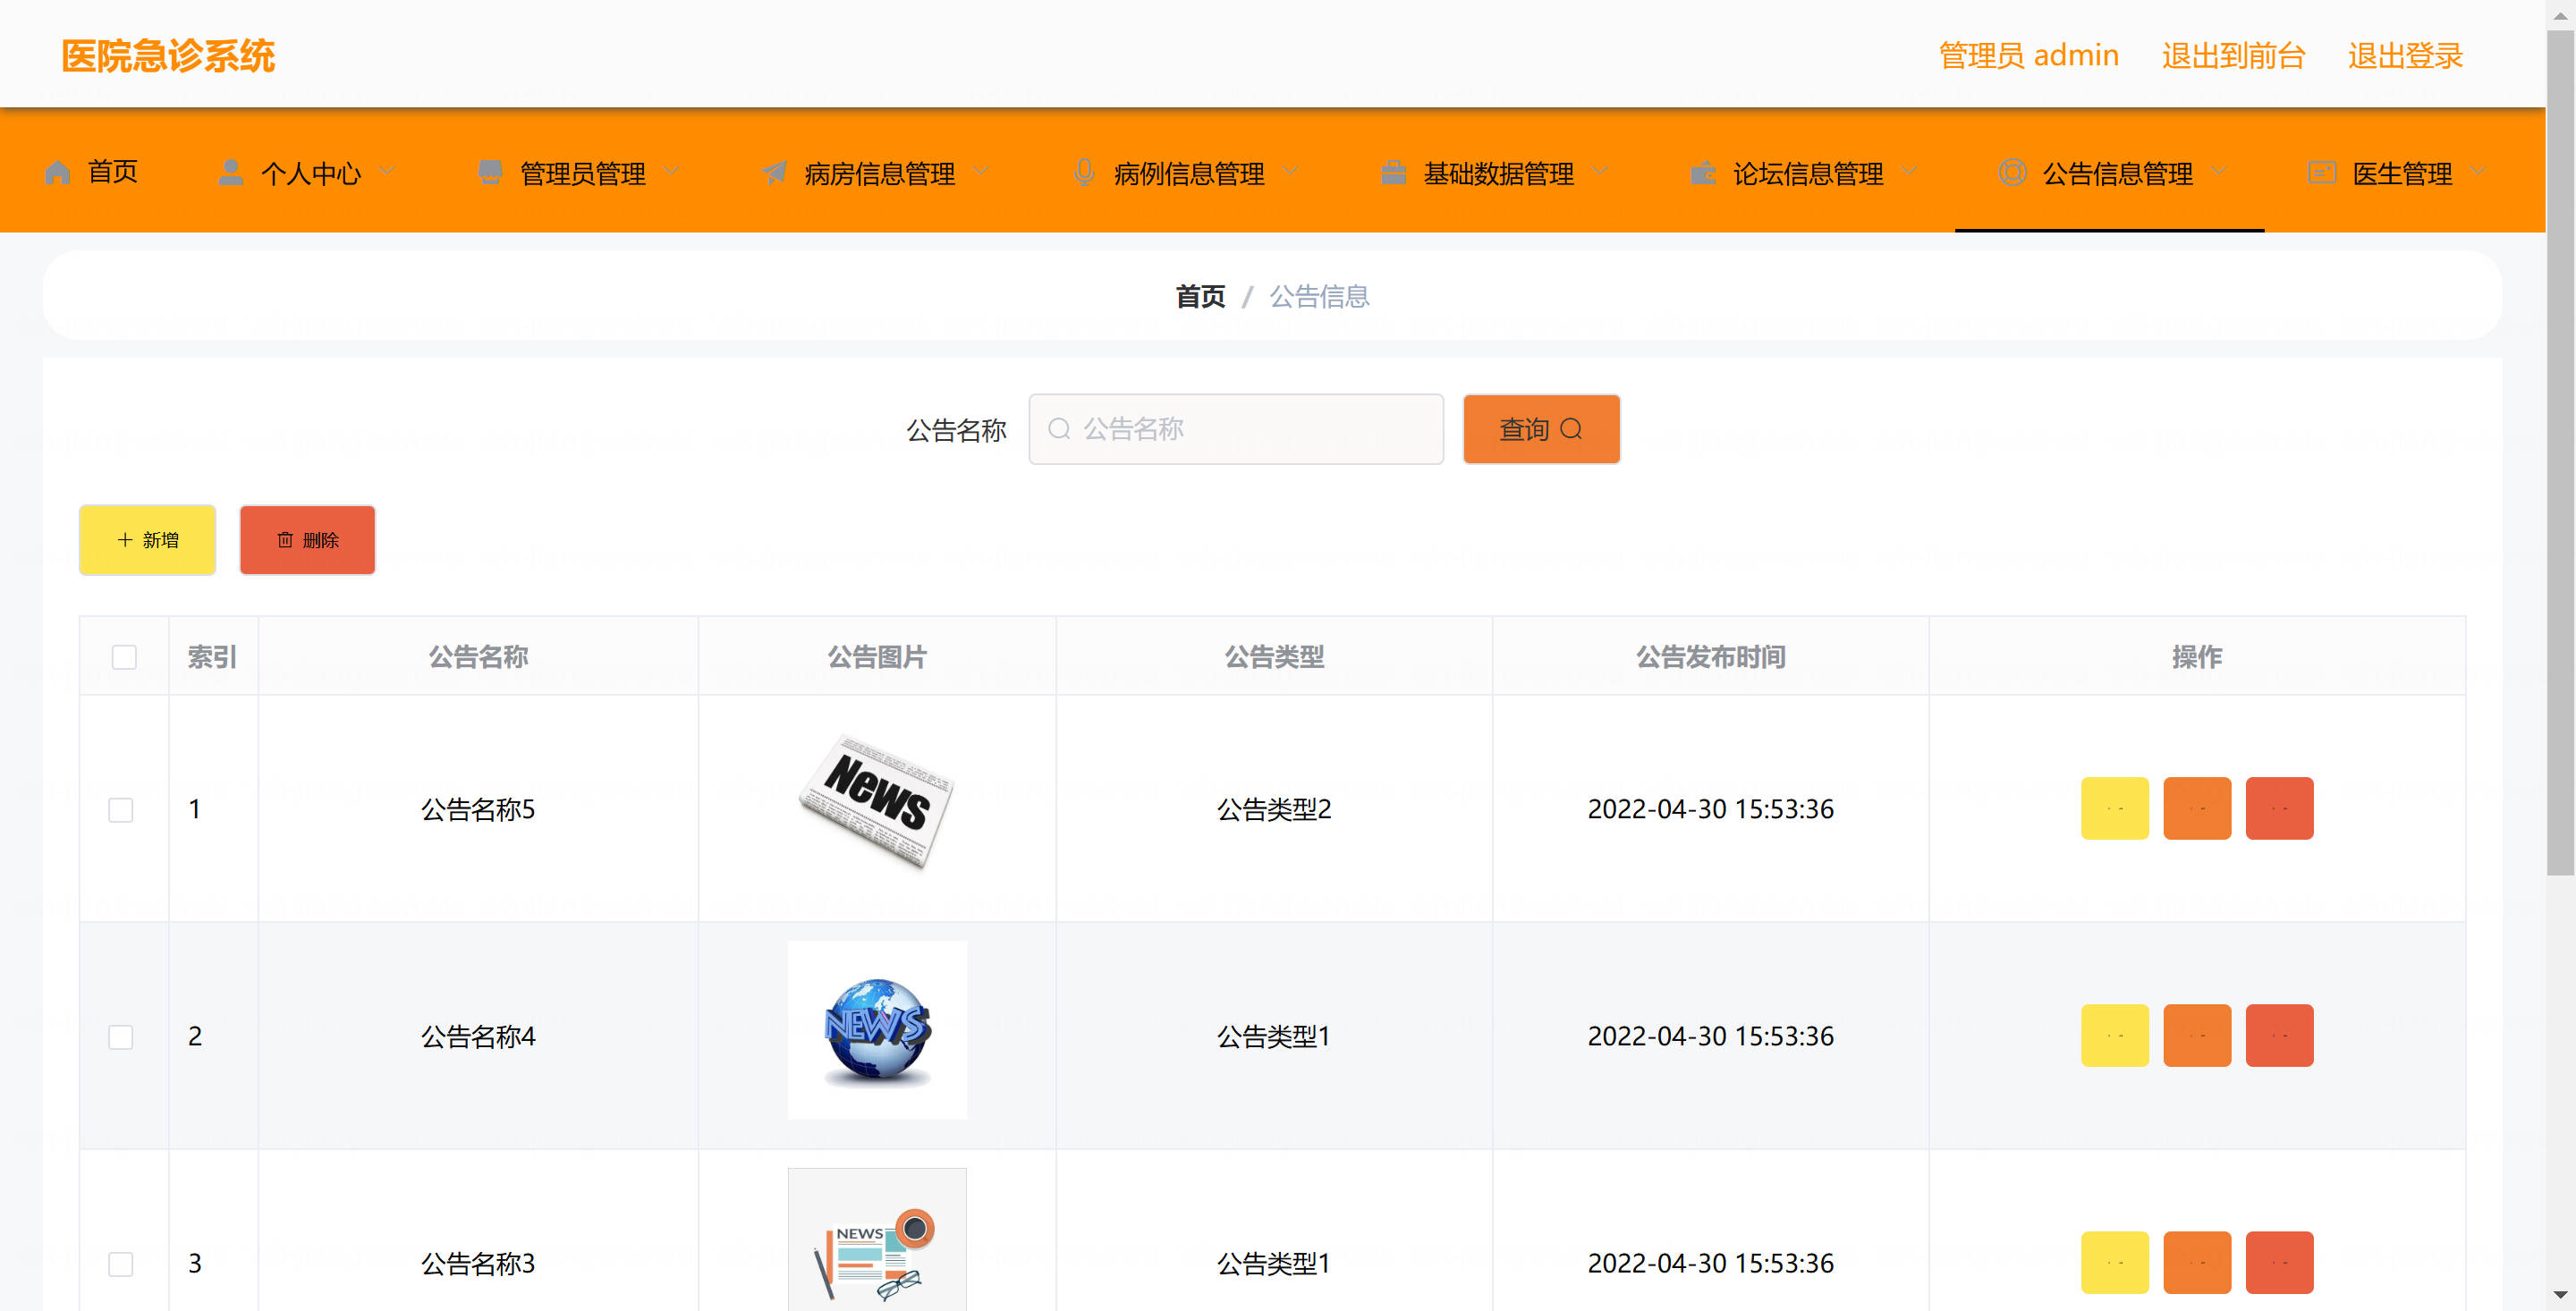 医院急诊系统
管理员 admin 退出到前台 退出登录
首页 个人中心 管理员管理 病房信息管理 病例信息管理 基础数据管理 论坛信息管理 公告信息管理 医生管理
首页 / 公告信息
公告名称 公告名称 查询
新增 删除
索引 公告名称 公告图片 公告类型 公告发布时间 操作
News
1 公告名称5 公告类型2 2022-04-30 15:53:36
NEWS
2 公告名称4 公告类型1 2022-04-30 15:53:36
NEWS
3 公告名称3 公告类型1 2022-04-30 15:53:36